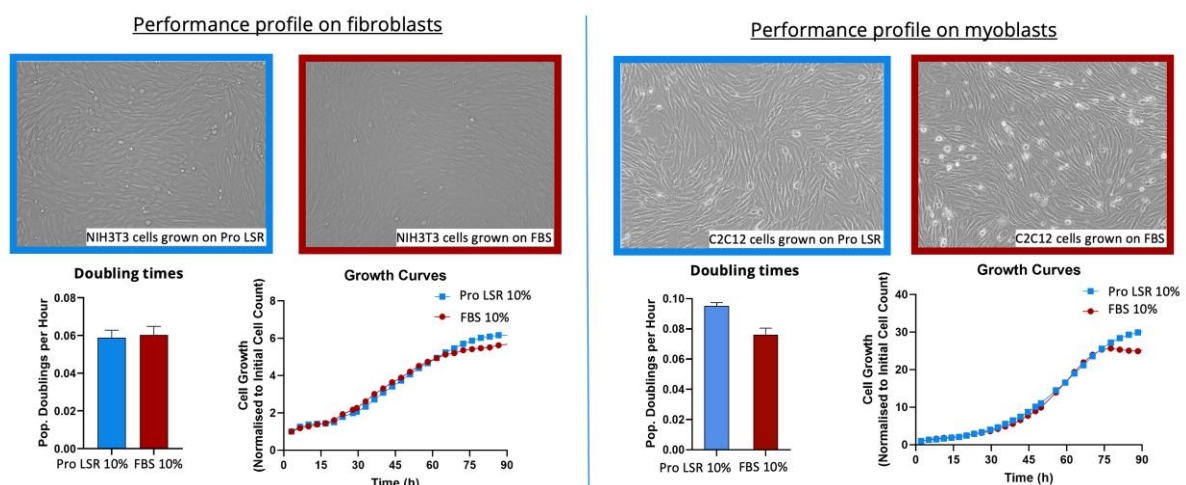 Performance profile on fibroblasts
NIH3T3 cells grown on Pro LSR
NIH3T3 cells grown on FBS
Doubling times
Pop. Doublings per Hour
0.08
0.06
0.04
0.02
0.00
Pro LSR 10%
FBS 10%
Growth Curves
Cell Growth
(Normalised to Initial Cell Count)
8
6
4
2
0
Pro LSR 10%
FBS 10%
0 15 30 45 60 75 90
Time (h)
Performance profile on myoblasts
C2C12 cells grown on Pro LSR
C2C12 cells grown on FBS
Doubling times
Pop. Doublings per Hour
0.10
0.08
0.06
0.04
0.02
0.00
Pro LSR 10%
FBS 10%
Growth Curves
Cell Growth
(Normalised to Initial Cell Count)
40
30
20
10
0
Pro LSR 10%
FBS 10%
0 15 30 45 60 75 90
Time (h)